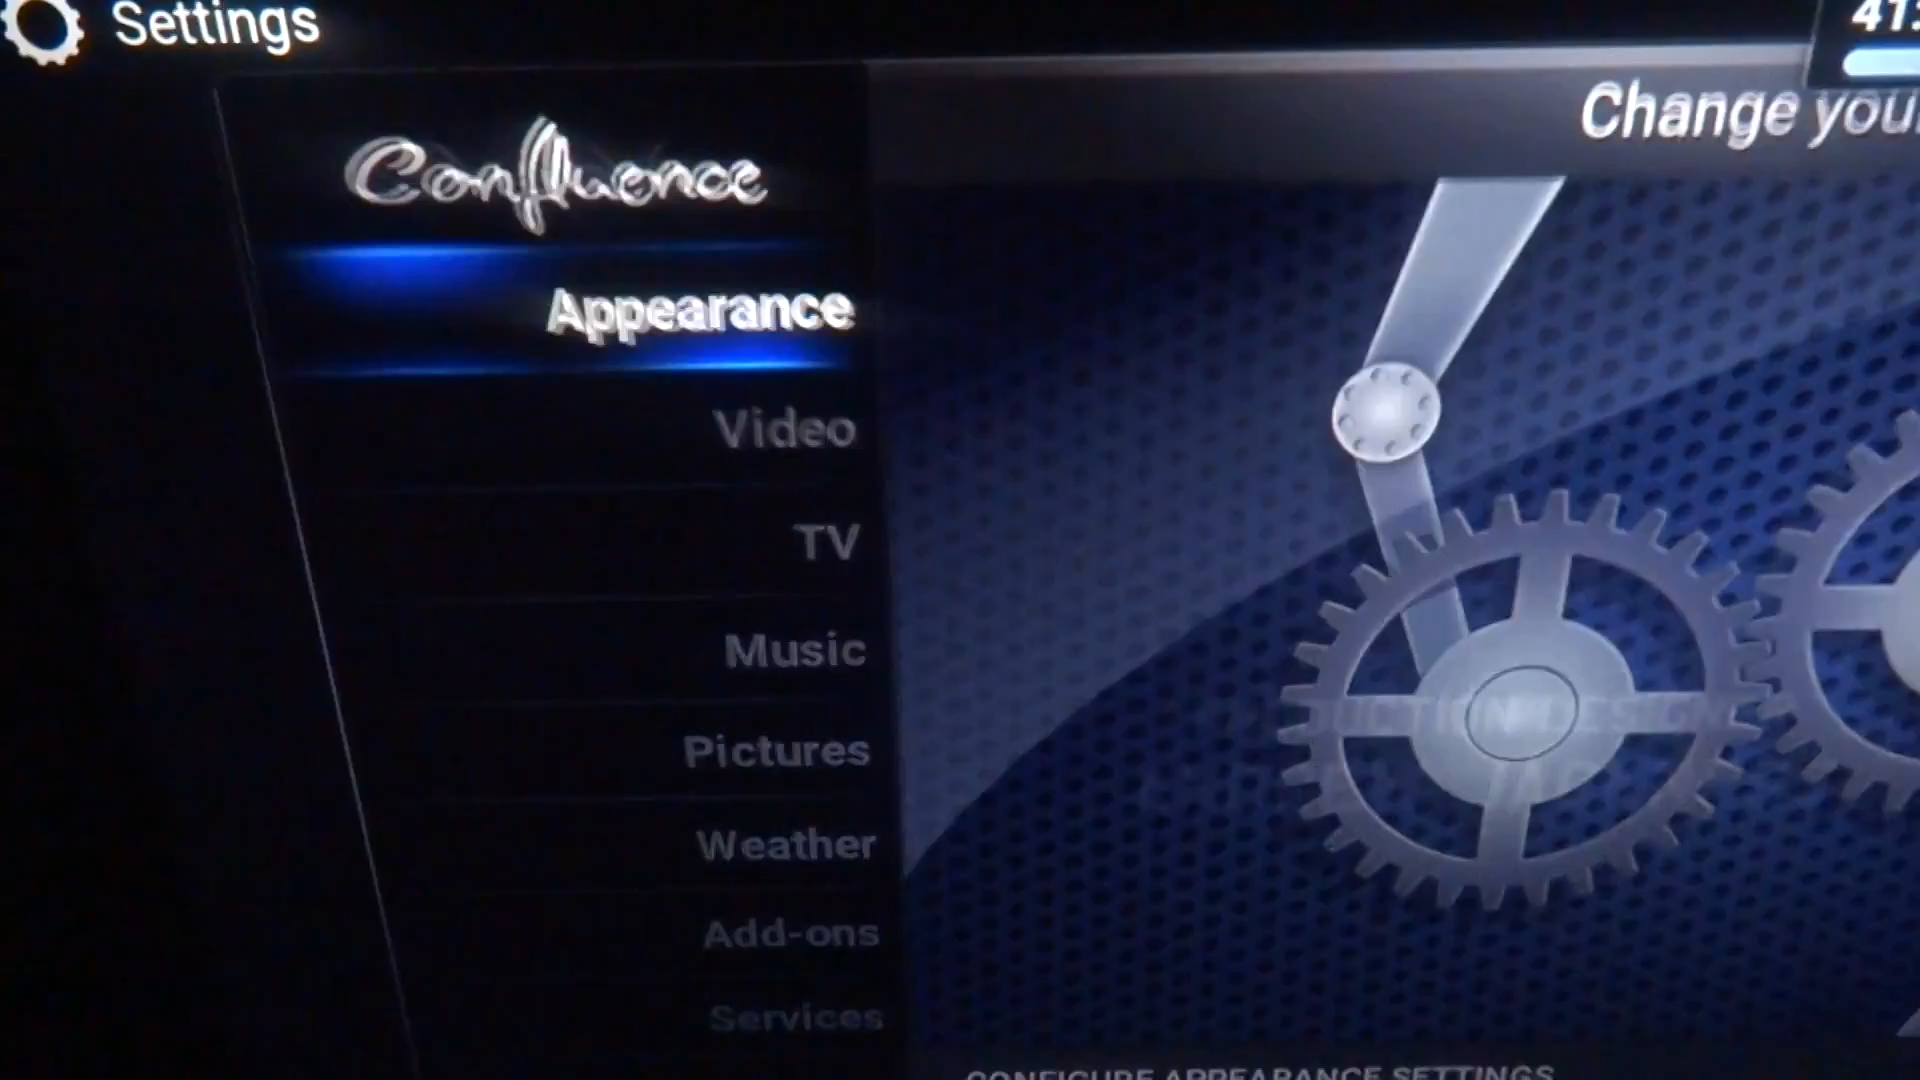 Settings
Confluence
Change you
Appearance
Video
TV
Music
Pictures
Weather
Add-ons
Services
CONFIGURE APPEARANCE SETTINGS